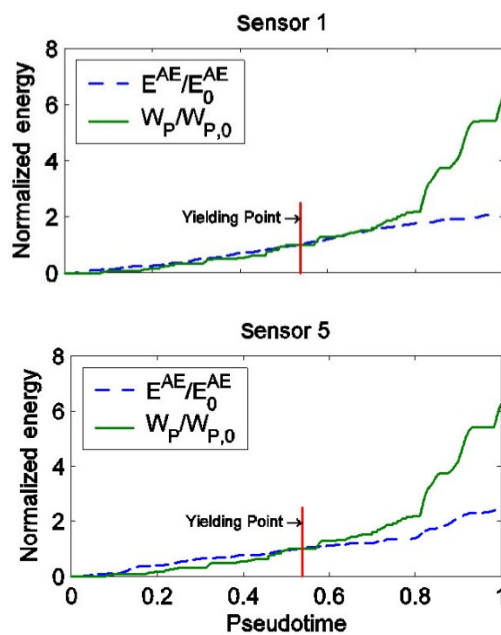 Sensor 1
Normalized energy
8
6
4
2
0
E^AE/E_0^AE
W_P/W_P,0
Yielding Point
Sensor 5
Normalized energy
8
6
4
2
0
E^AE/E_0^AE
W_P/W_P,0
Yielding Point
0 0.2 0.4 0.6 0.8 1
Pseudotime